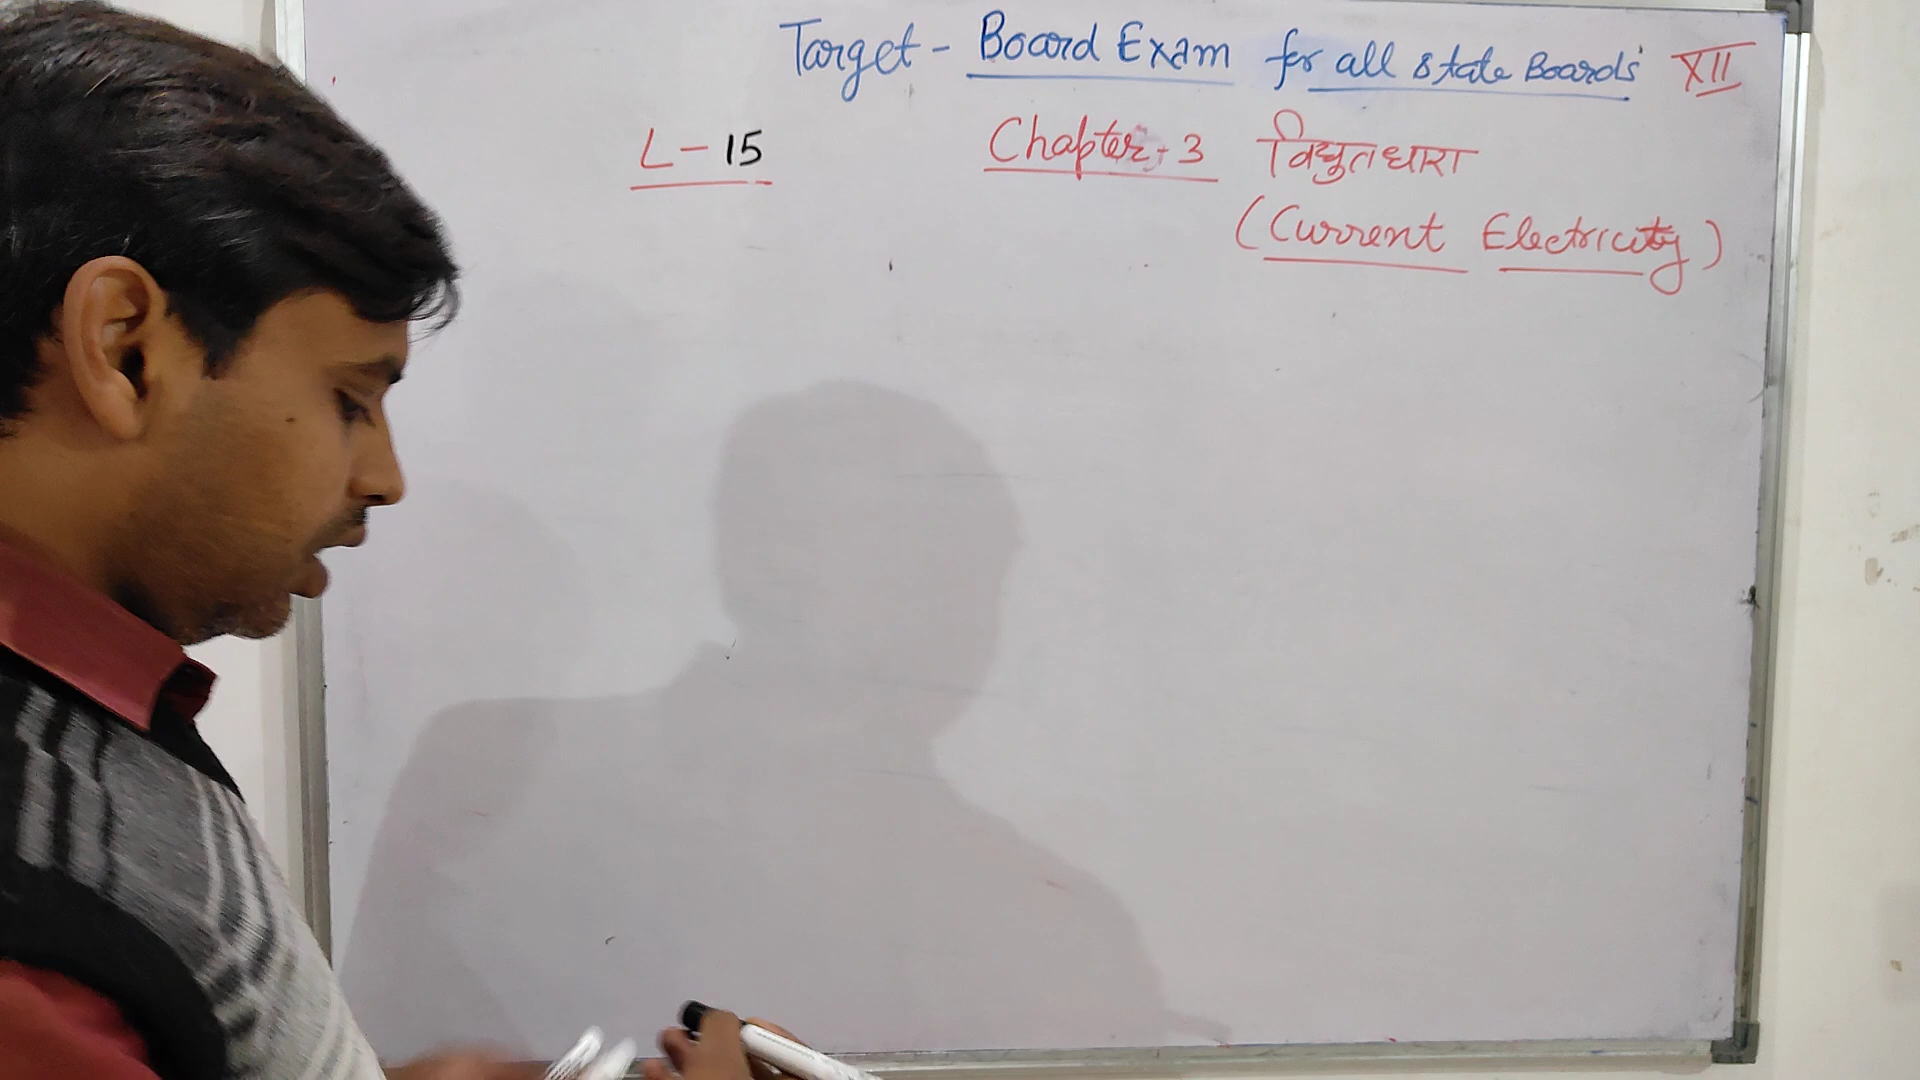 Target - Board Exam for all state Boards' XII
L - 15 Chapter - 3 विद्युतधारा
(Current Electricity)